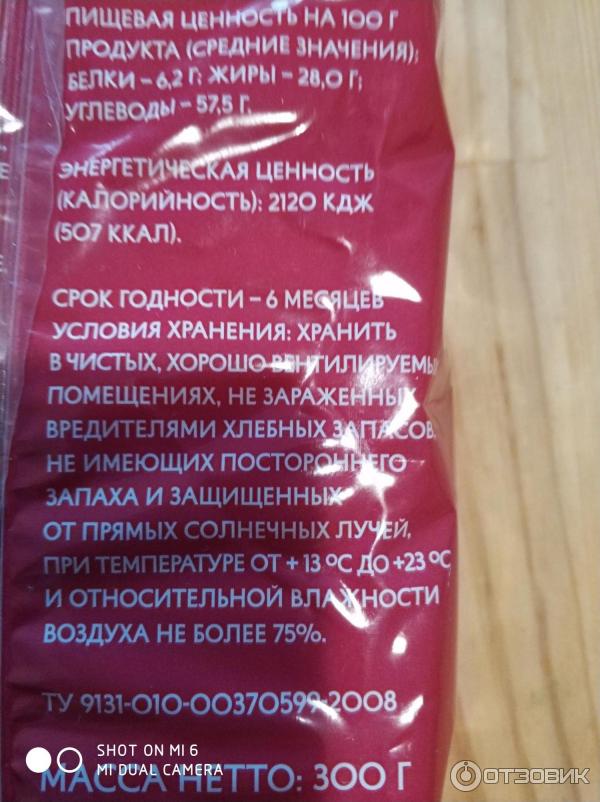 ПИЩЕВАЯ ЦЕННОСТЬ НА 100 Г
ПРОДУКТА (СРЕДНИЕ ЗНАЧЕНИЯ):
БЕЛКИ – 6,2 Г; ЖИРЫ – 28,0 Г;
УГЛЕВОДЫ – 57,5 Г.
ЭНЕРГЕТИЧЕСКАЯ ЦЕННОСТЬ
(КАЛОРИЙНОСТЬ): 2120 КДЖ
(507 ККАЛ).
СРОК ГОДНОСТИ – 6 МЕСЯЦЕВ
УСЛОВИЯ ХРАНЕНИЯ: ХРАНИТЬ
В ЧИСТЫХ, ХОРОШО ВЕНТИЛИРУЕМЫХ
ПОМЕЩЕНИЯХ, НЕ ЗАРАЖЕННЫХ
ВРЕДИТЕЛЯМИ ХЛЕБНЫХ ЗАПАСОВ,
НЕ ИМЕЮЩИХ ПОСТОРОННЕГО
ЗАПАХА И ЗАЩИЩЕННЫХ
ОТ ПРЯМЫХ СОЛНЕЧНЫХ ЛУЧЕЙ,
ПРИ ТЕМПЕРАТУРЕ ОТ +13 ºС ДО +23 ºС
И ОТНОСИТЕЛЬНОЙ ВЛАЖНОСТИ
ВОЗДУХА НЕ БОЛЕЕ 75%.
ТУ 9131-010-00370599-2008
SHOT ON MI 6
MI DUAL CAMERA
МАССА НЕТТО: 300 Г
ОТЗОВИК